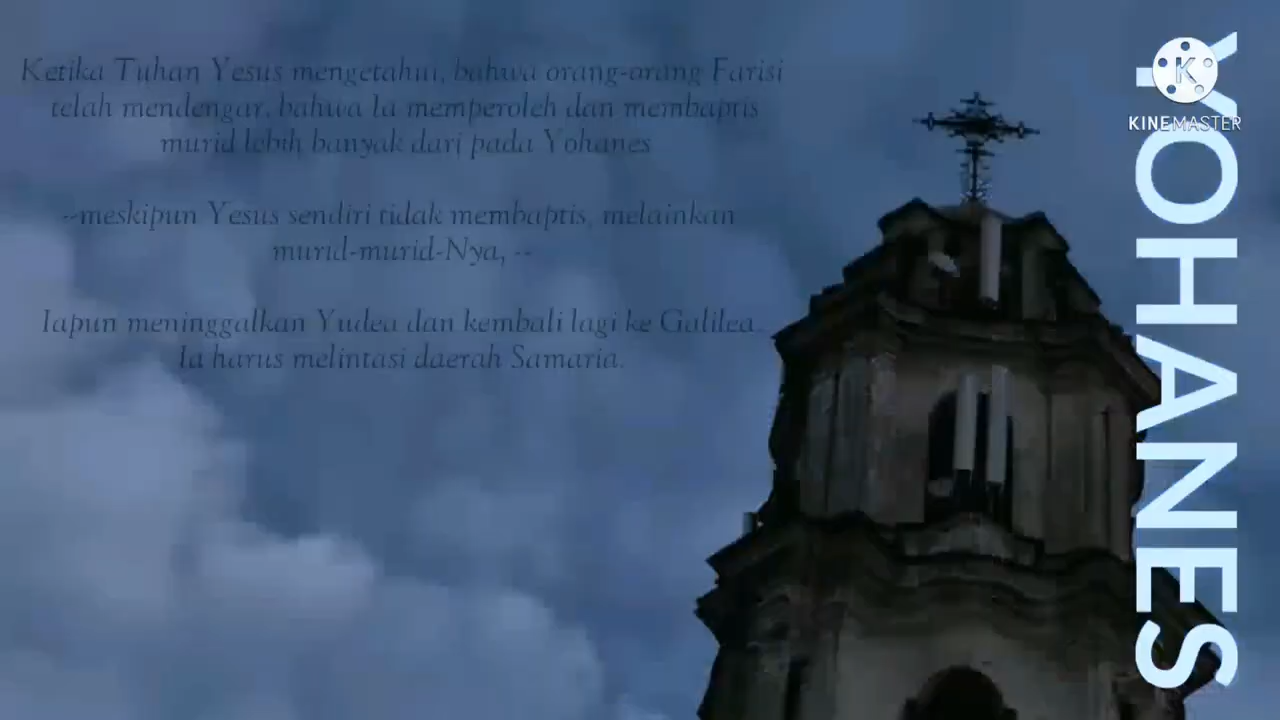 Ketika Tuhan Yesus mengetahui, bahwa orang-orang Farisi
telah mendengar, bahwa Ia memperoleh dan membaptis
murid lebih banyak dari pada Yohanes
--meskipun Yesus sendiri tidak membaptis, melainkan
murid-murid-Nya, --
Iapun meninggalkan Yudea dan kembali lagi ke Galilea.
Ia harus melintasi daerah Samaria.
YOHANES
K
KINEMASTER